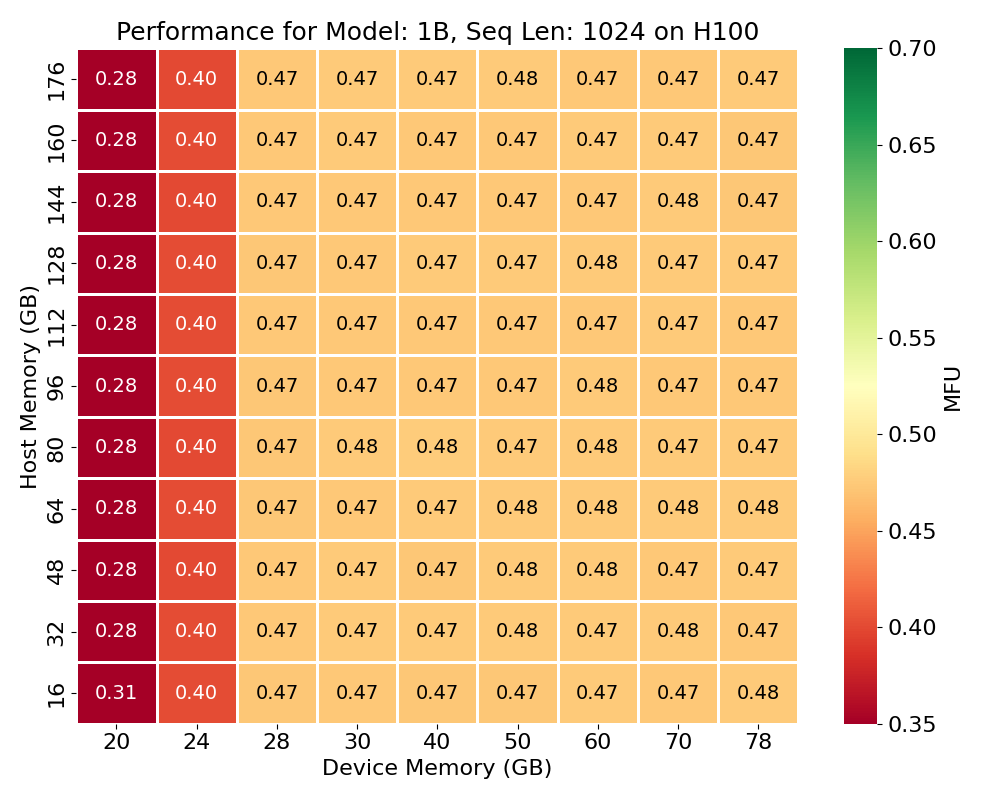 Performance for Model: 1B, Seq Len: 1024 on H100
176 0.28 0.40 0.47 0.47 0.47 0.48 0.47 0.47 0.47
160 0.28 0.40 0.47 0.47 0.47 0.47 0.47 0.47 0.47
144 0.28 0.40 0.47 0.47 0.47 0.47 0.47 0.48 0.47
128 0.28 0.40 0.47 0.47 0.47 0.47 0.48 0.47 0.47
112 0.28 0.40 0.47 0.47 0.47 0.47 0.47 0.47 0.47
96 0.28 0.40 0.47 0.47 0.47 0.47 0.48 0.47 0.47
80 0.28 0.40 0.47 0.48 0.48 0.47 0.48 0.47 0.47
64 0.28 0.40 0.47 0.47 0.47 0.48 0.48 0.48 0.48
48 0.28 0.40 0.47 0.47 0.47 0.48 0.48 0.47 0.47
32 0.28 0.40 0.47 0.47 0.47 0.48 0.47 0.48 0.47
16 0.31 0.40 0.47 0.47 0.47 0.47 0.47 0.47 0.48
20 24 28 30 40 50 60 70 78
Device Memory (GB)
Host Memory (GB)
0.70
0.65
0.60
0.55
0.50
0.45
0.40
0.35
MFU